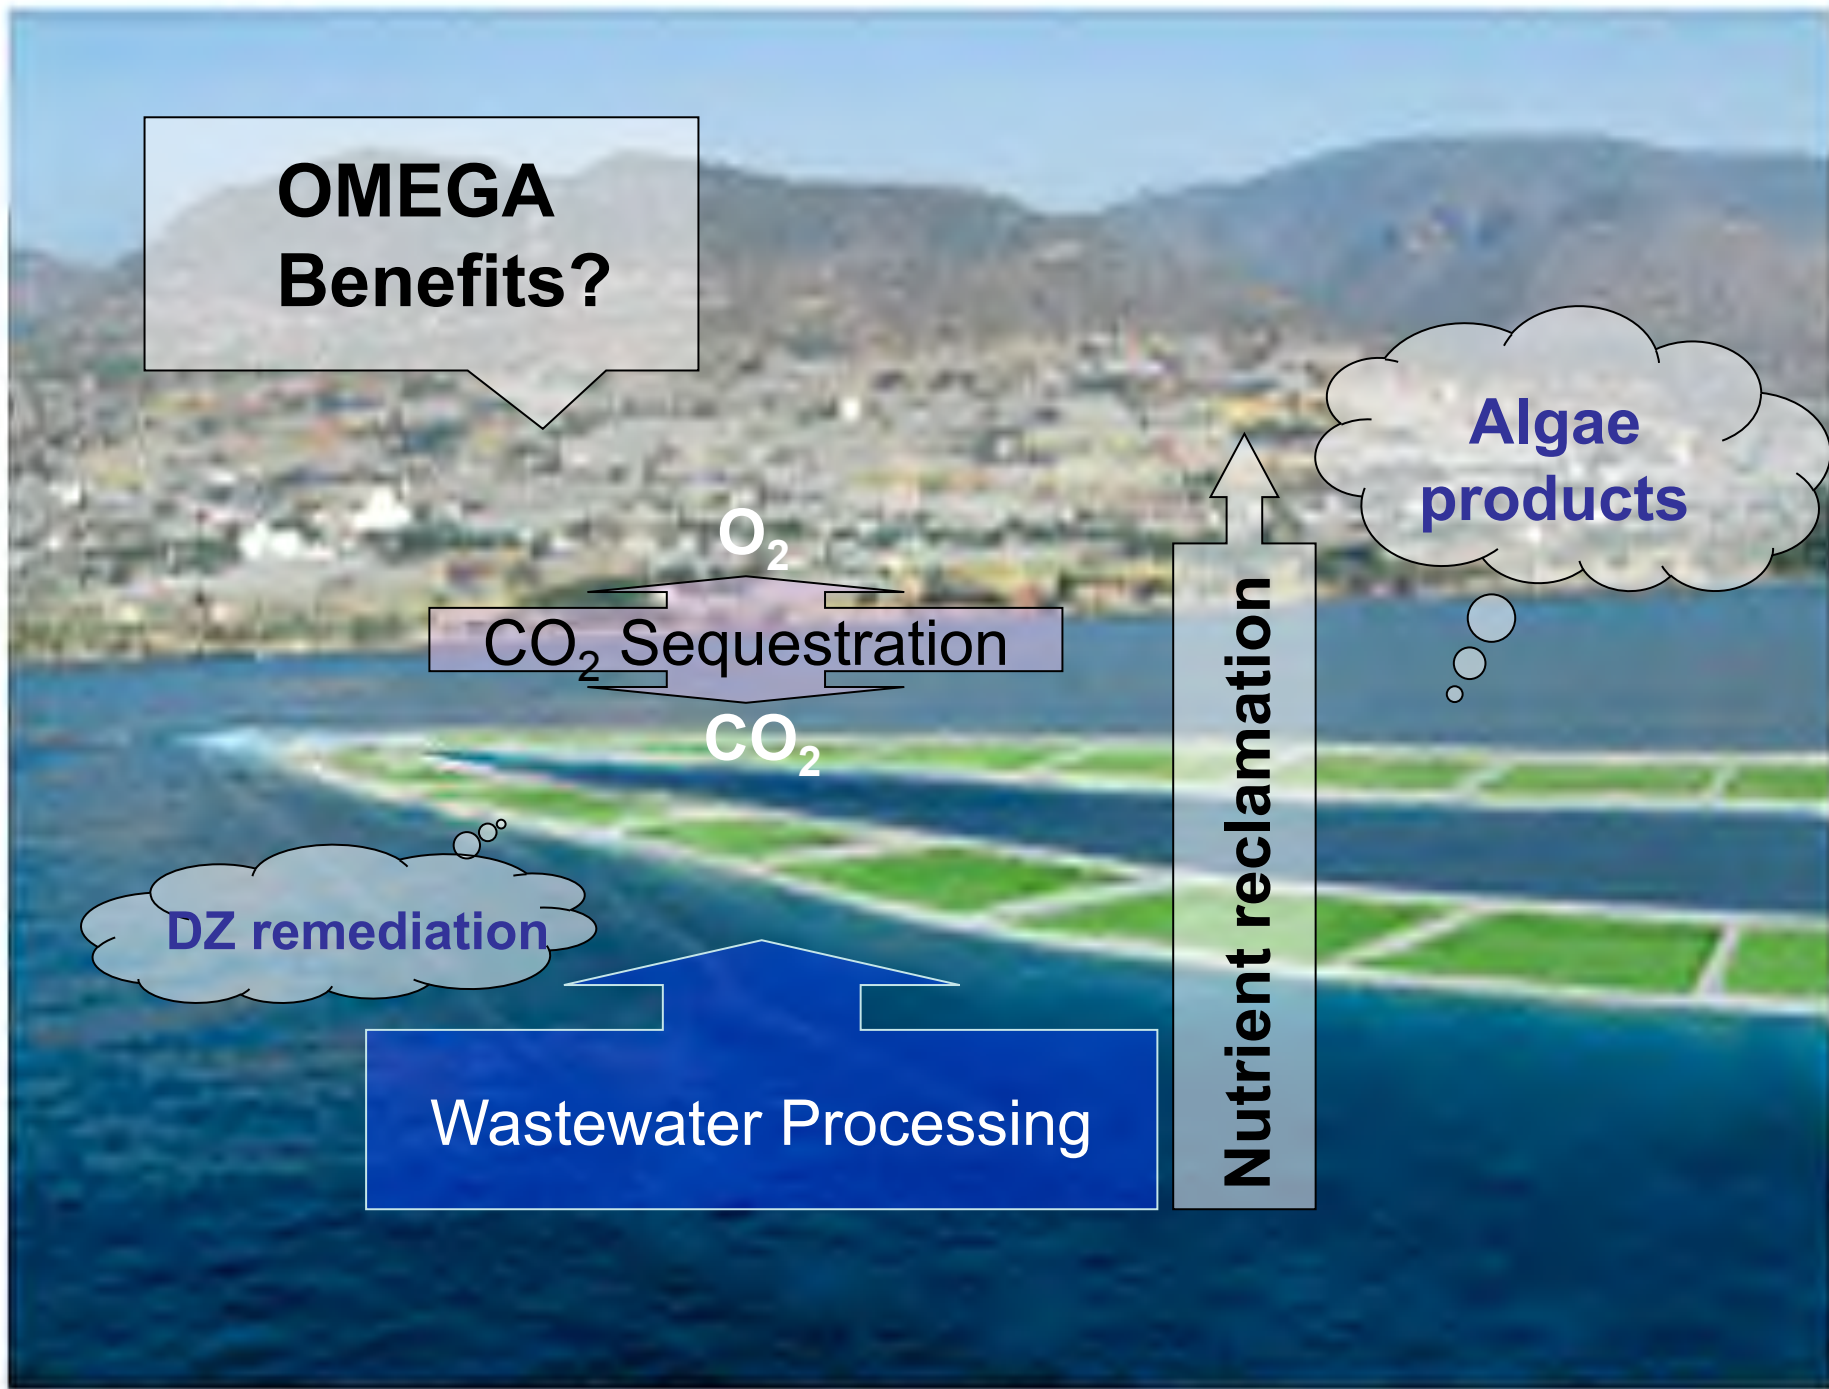 OMEGA
Benefits?
Algae
products
O₂
CO₂ Sequestration
CO₂
Nutrient reclamation
DZ remediation
Wastewater Processing